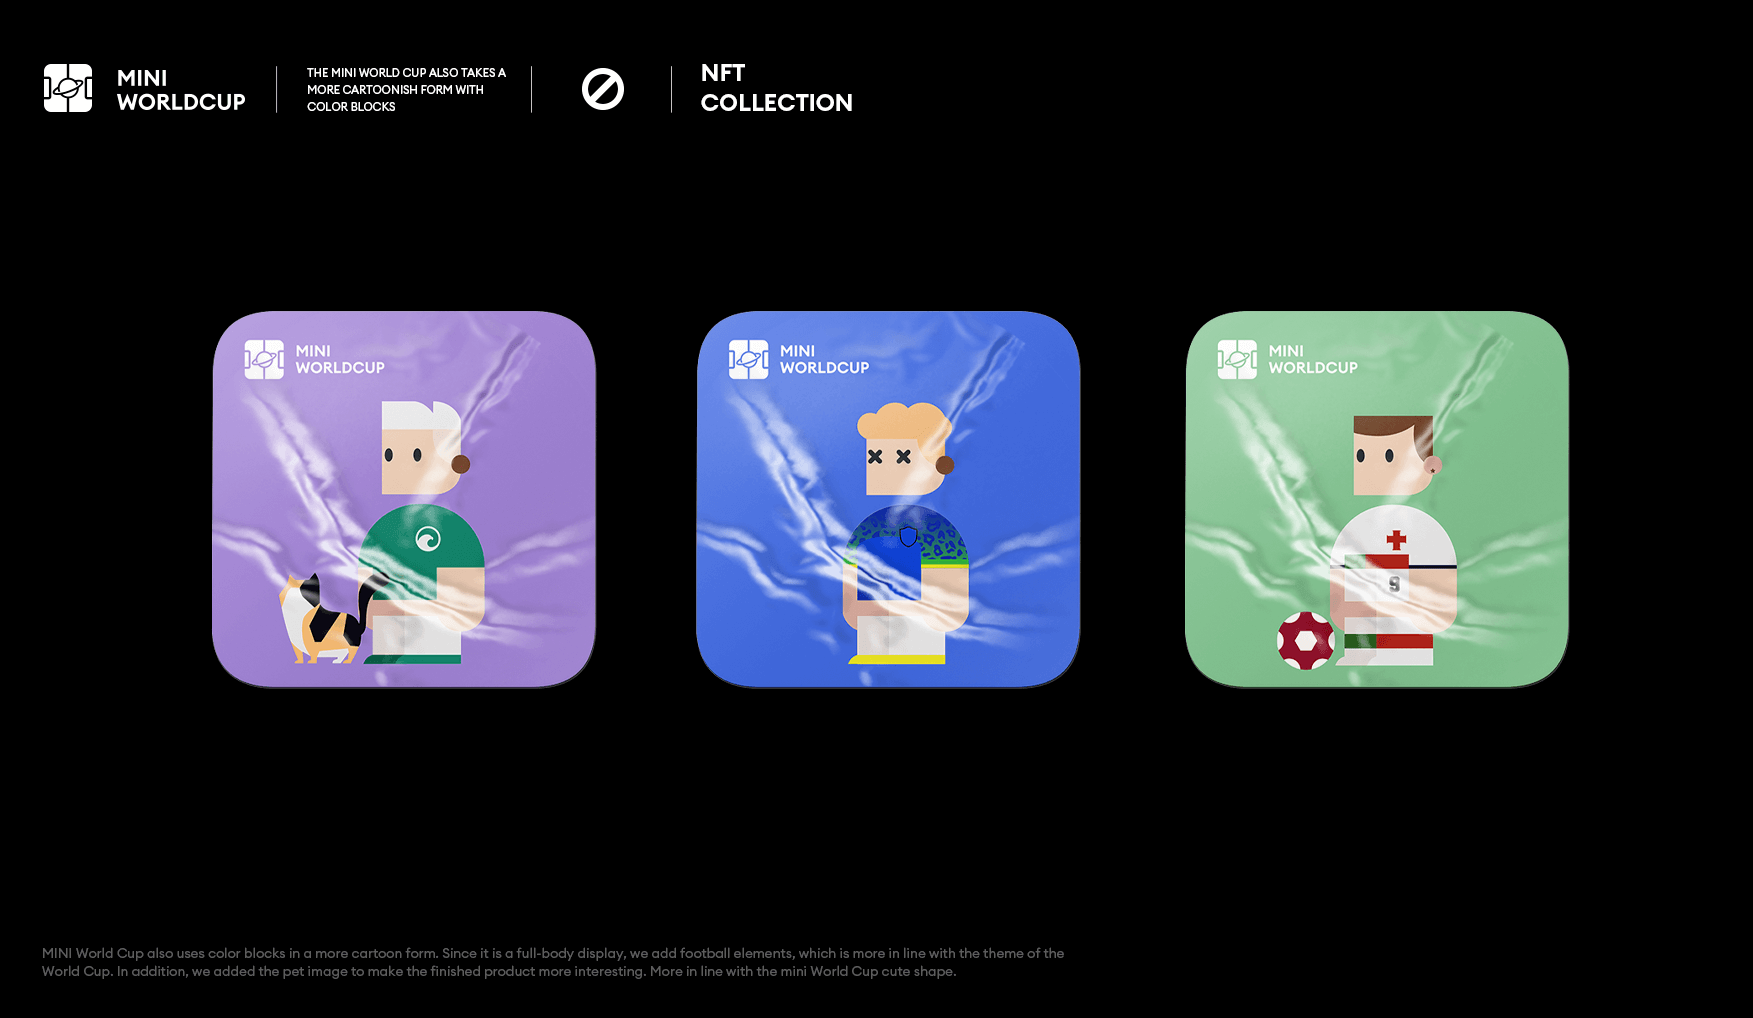 MINI
WORLDCUP
THE MINI WORLD CUP ALSO TAKES A
MORE CARTOONISH FORM WITH
COLOR BLOCKS
NFT
COLLECTION
MINI
WORLDCUP
MINI
WORLDCUP
MINI
WORLDCUP
9
MINI World Cup also uses color blocks in a more cartoon form. Since it is a full-body display, we add football elements, which is more in line with the theme of the
World Cup. In addition, we added the pet image to make the finished product more interesting. More in line with the mini World Cup cute shape.